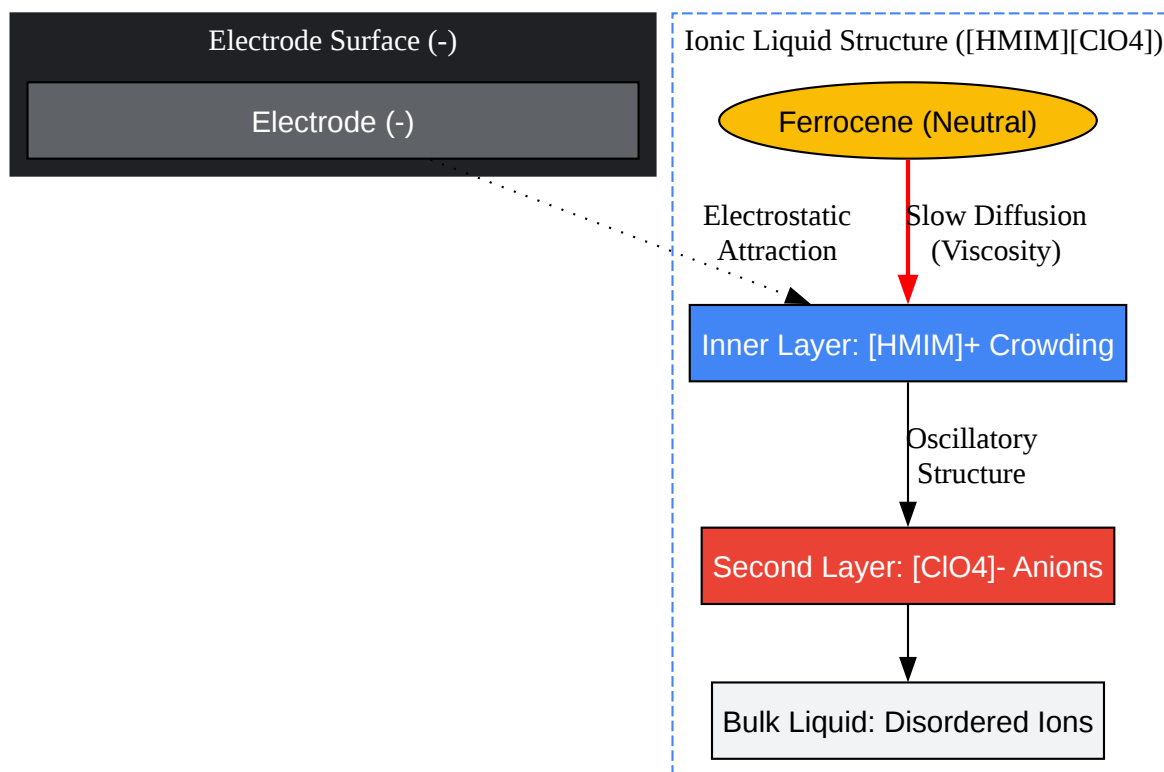 Electrode Surface (-)
Electrode (-)
Ionic Liquid Structure ([HMIM][ClO4])
Ferrocene (Neutral)
Electrostatic
Attraction
Slow Diffusion
(Viscosity)
Inner Layer: [HMIM]+ Crowding
Oscillatory
Structure
Second Layer: [ClO4]- Anions
Bulk Liquid: Disordered Ions